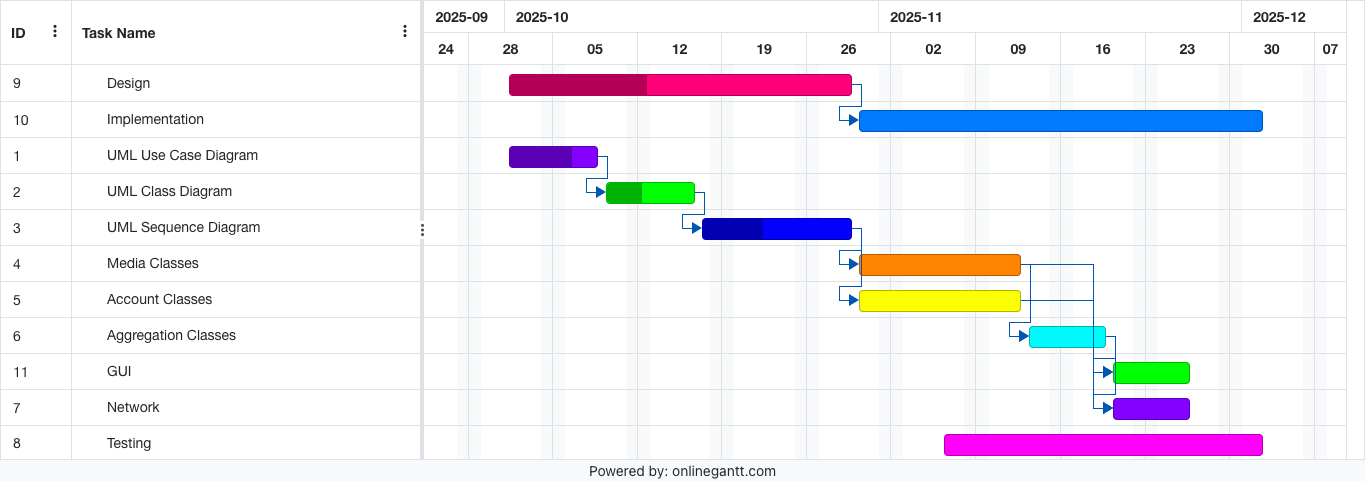 ID Task Name 2025-09 2025-10 2025-11 2025-12
24 28 05 12 19 26 02 09 16 23 30 07
9 Design
10 Implementation
1 UML Use Case Diagram
2 UML Class Diagram
3 UML Sequence Diagram
4 Media Classes
5 Account Classes
6 Aggregation Classes
11 GUI
7 Network
8 Testing
Powered by: onlinegantt.com